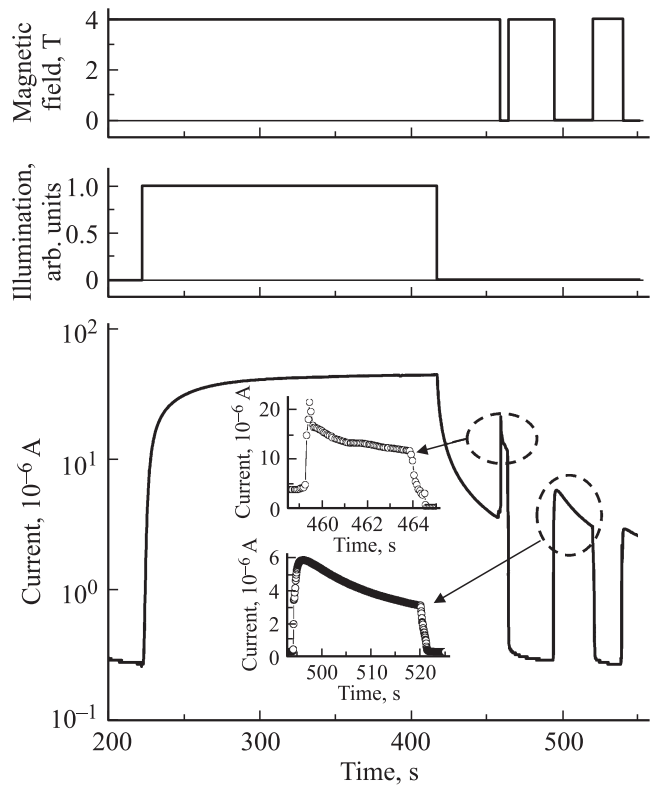 Magnetic
field, T
4
2
0
Illumination,
arb. units
1.0
0.5
0
Current, 10⁻⁶ A
10²
10¹
10⁰
10⁻¹
200
300
400
500
Time, s
Current, 10⁻⁶ A
20
10
0
460
462
464
Time, s
Current, 10⁻⁶ A
6
4
2
0
500
510
520
Time, s